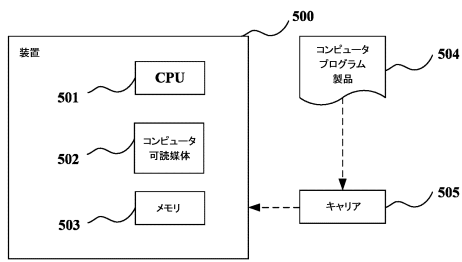 500
装置
CPU
501
コンピュータ
可読媒体
502
メモリ
503
コンピュータ
プログラム
製品
504
キャリア
505